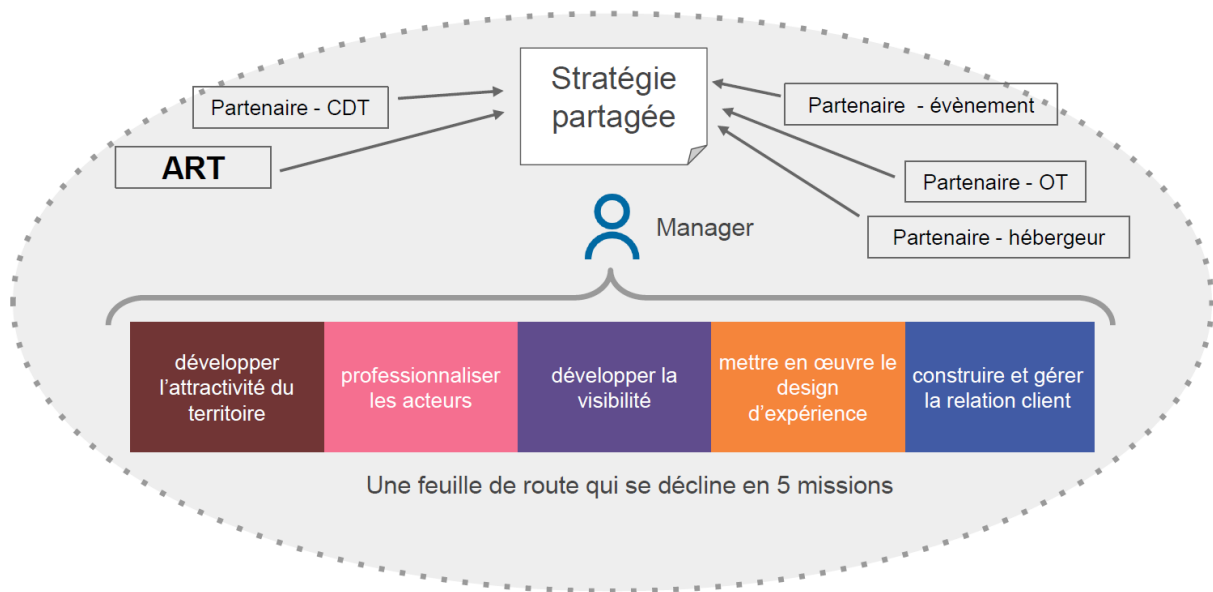 Stratégie
partagée
Partenaire - CDT
ART
Partenaire  - évènement
Partenaire - OT
Partenaire - hébergeur
Manager
développer
l’attractivité du
territoire
professionnaliser
les acteurs
développer la
visibilité
mettre en œuvre le
design
d’expérience
construire et gérer
la relation client
Une feuille de route qui se décline en 5 missions